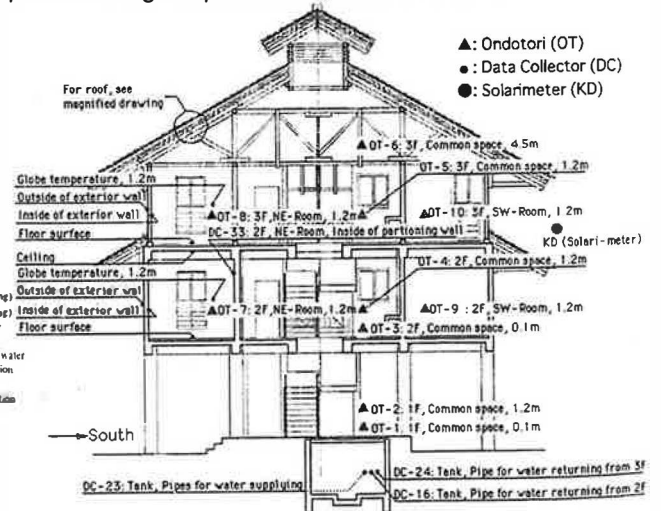 ▲: Ondotori (OT)
●: Data Collector (DC)
●: Solarimeter (KD)
For roof, see
magnified drawing
▲OT-6: 3F, Common space, 4.5m
OT-5: 3F, Common space, 1.2m
Globe temperature, 1.2m
Outside of exterior wall
Inside of exterior wall
▲OT-8: 3F, NE-Room, 1.2m
▲OT-10: 3F, SW-Room, 1.2m
Floor surface
DC-33: 2F, NE-Room, Inside of partioning wall
KD (Solari-meter)
Ceiling
OT-4: 2F, Common space, 1.2m
Globe temperature, 1.2m
Outside of exterior wal
Inside of exterior wall
▲OT-7: 2F, NE-Room, 1.2m
▲OT-9 : 2F, SW-Room, 1.2m
Floor surface
▲OT-3: 2F, Common space, 0.1m
water
▲OT-2: 1F, Common space, 1.2m
▲OT-1: 1F, Common space, 0.1m
South
DC-24: Tank, Pipe for water returning from 3F
DC-23: Tank, Pipes for water supplying
DC-16: Tank, Pipe for water returning from 2F